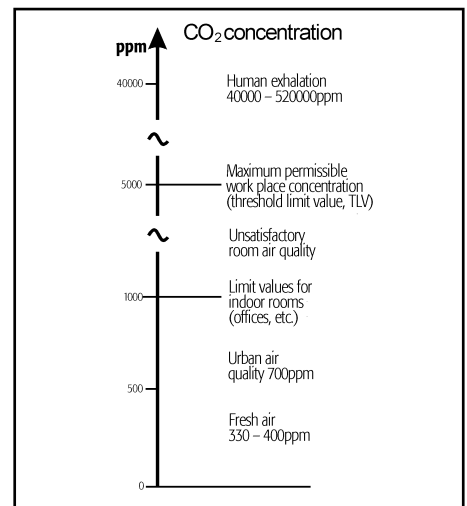 CO2 concentration
ppm
40000
Human exhalation
40000 – 520000ppm
5000
Maximum permissible
work place concentration
(threshold limit value, TLV)
Unsatisfactory
room air quality
1000
Limit values for
indoor rooms
(offices, etc.)
Urban air
quality 700ppm
500
Fresh air
330 – 400ppm
0